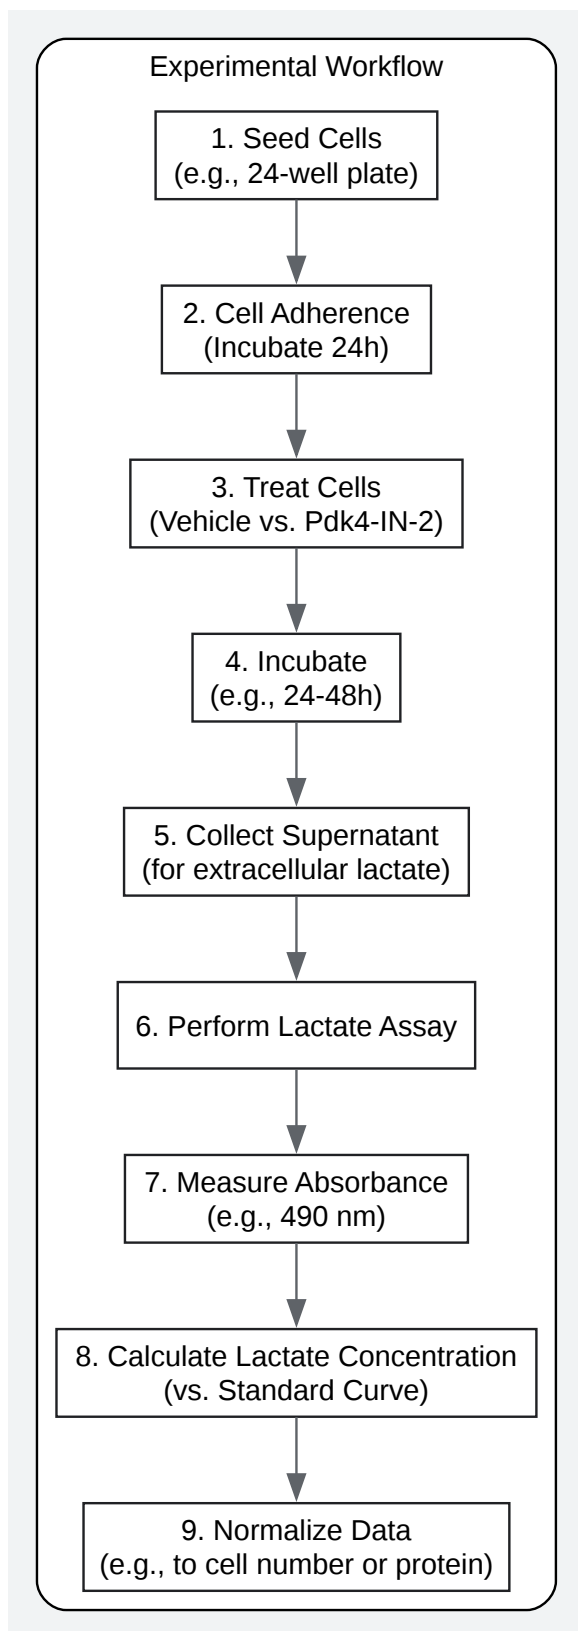 Experimental Workflow
1. Seed Cells
(e.g., 24-well plate)
2. Cell Adherence
(Incubate 24h)
3. Treat Cells
(Vehicle vs. Pdk4-IN-2)
4. Incubate
(e.g., 24-48h)
5. Collect Supernatant
(for extracellular lactate)
6. Perform Lactate Assay
7. Measure Absorbance
(e.g., 490 nm)
8. Calculate Lactate Concentration
(vs. Standard Curve)
9. Normalize Data
(e.g., to cell number or protein)